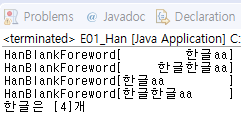 Problems @ Javadoc Declaration
<terminated> E01_Han [Java Application] C:
HanBlankForeword[          한글aa]
HanBlankForeword[      한글한글aa]
HanBlankForeword[한글aa          ]
HanBlankForeword[한글한글aa      ]
한글은 [4]개